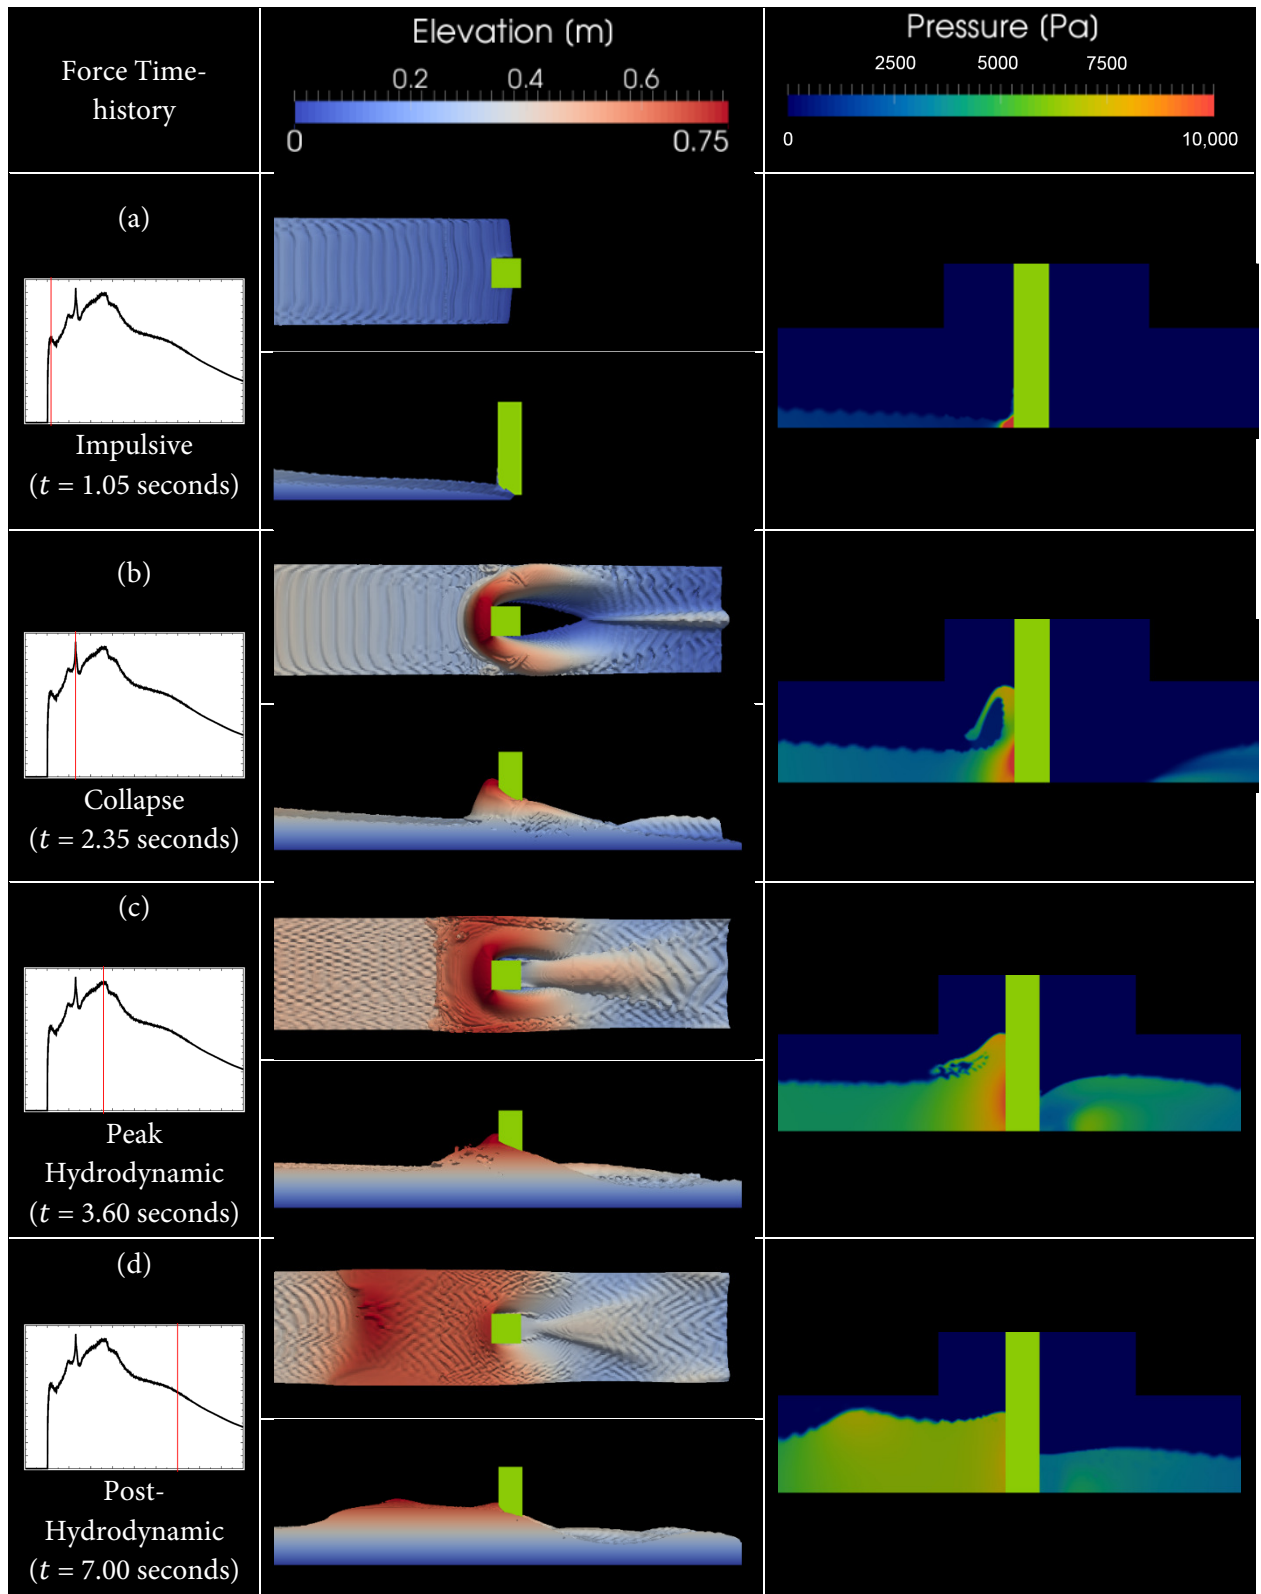 Force Time-
history
Elevation (m)
0.2 0.4 0.6
0 0.75
Pressure (Pa)
2500 5000 7500
0 10,000
(a)
Impulsive
(t = 1.05 seconds)
(b)
Collapse
(t = 2.35 seconds)
(c)
Peak
Hydrodynamic
(t = 3.60 seconds)
(d)
Post-
Hydrodynamic
(t = 7.00 seconds)